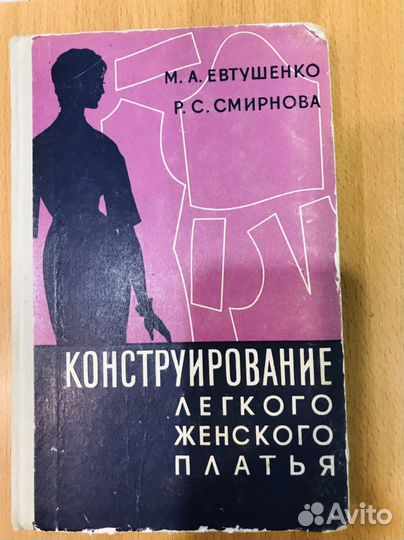 М. А. ЕВТУШЕНКО
Р. С. СМИРНОВА
КОНСТРУИРОВАНИЕ
ЛЕГКОГО
ЖЕНСКОГО
ПЛАТЬЯ
Avito